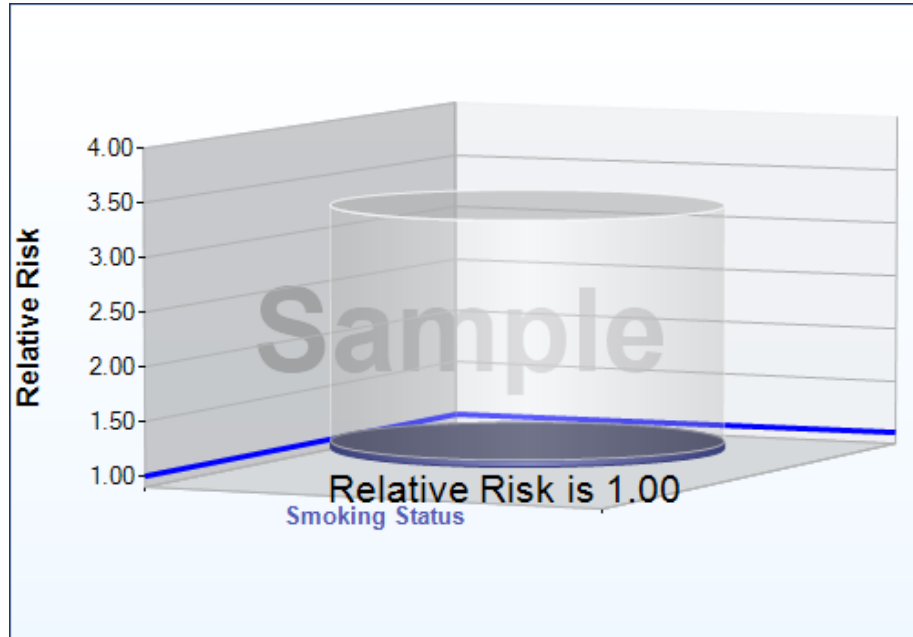 4.00
3.50
3.00
2.50
2.00
1.50
1.00
Relative Risk
Sample
Relative Risk is 1.00
Smoking Status